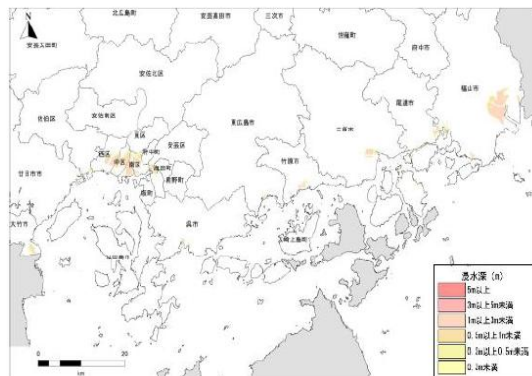 北広島町
安芸高田市
三次市
世羅町
府中市
安芸太田町
安佐北区
福山市
尾道市
佐伯区
安佐南区
東広島市
三原市
東区
安芸区
府中町
西区
中区
南区
海田町
竹原市
廿日市市
熊野町
坂町
大竹市
呉市
大崎上島町
江田島市
N
0 10 20
km
浸水深（m）
5m以上
3m以上5m未満
1m以上3m未満
0.5m以上1m未満
0.3m以上0.5m未満
0.3m未満